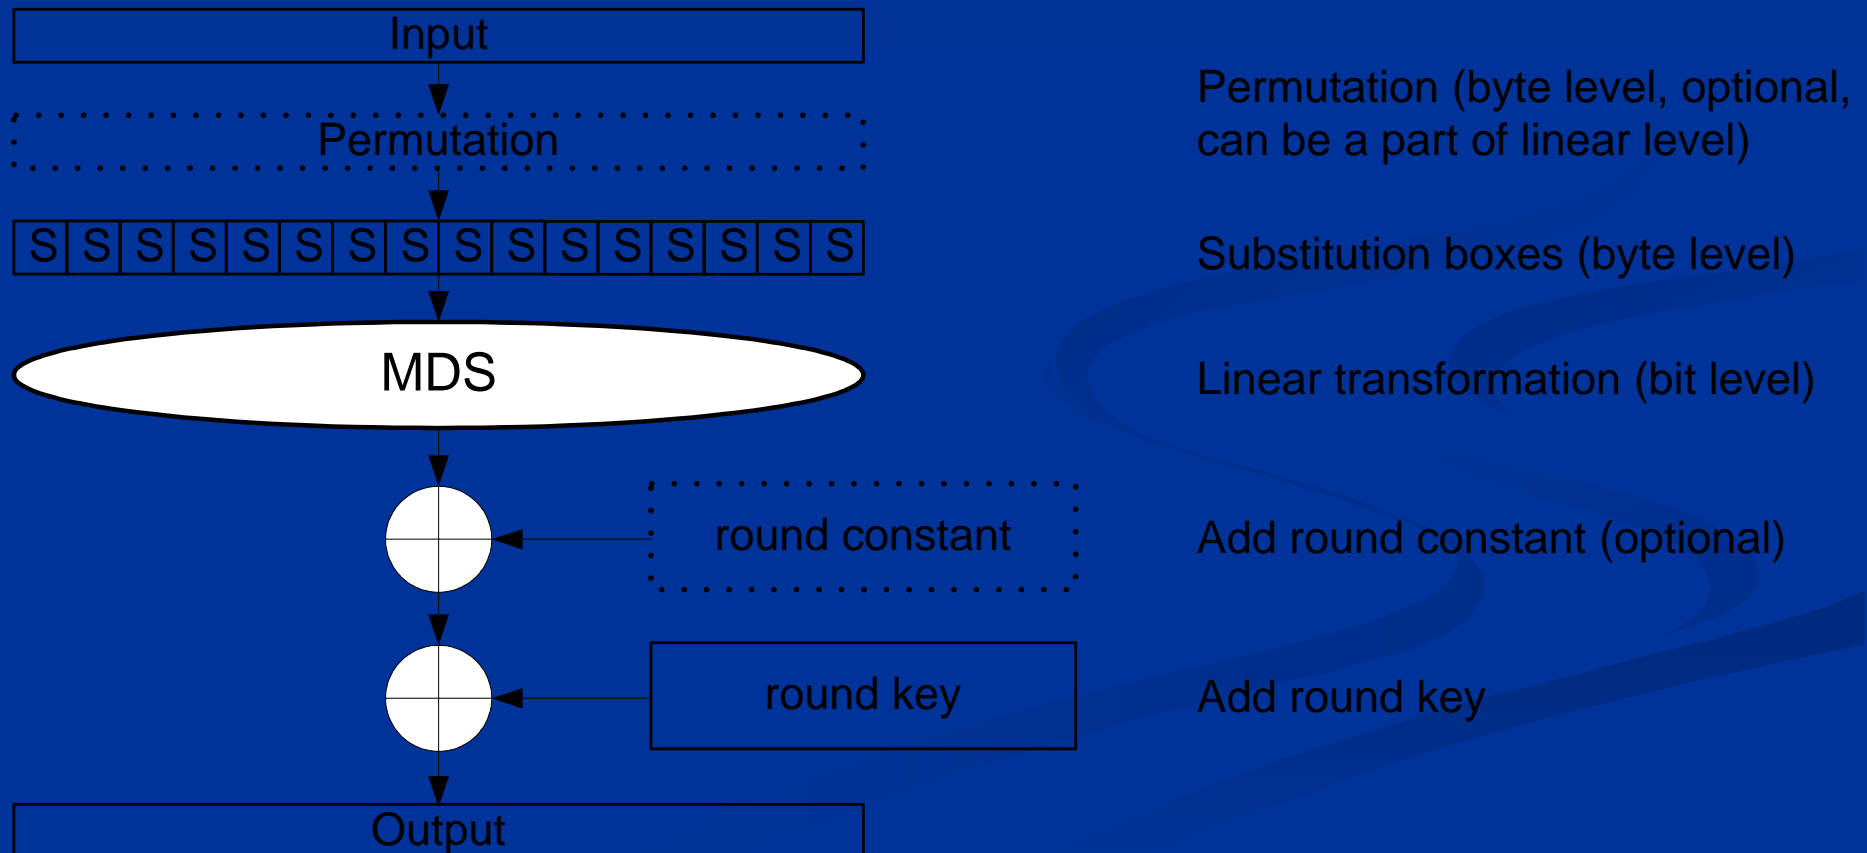 Input
Permutation (byte level, optional,
can be a part of linear level)
Permutation
S S S S S S S S S S S S S S S S
Substitution boxes (byte level)
MDS
Linear transformation (bit level)
round constant
Add round constant (optional)
round key
Add round key
Output